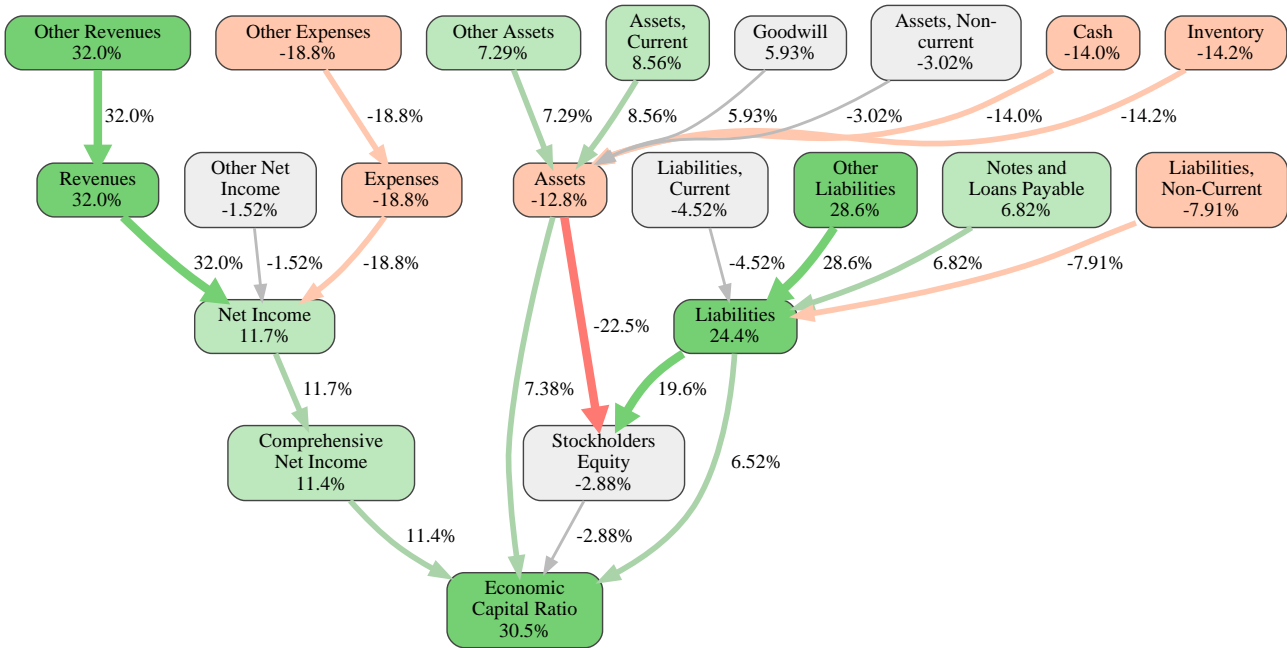 Other Revenues
32.0%
Other Expenses
-18.8%
Other Assets
7.29%
Assets,
Current
8.56%
Goodwill
5.93%
Assets, Non-
current
-3.02%
Cash
-14.0%
Inventory
-14.2%
32.0%
-18.8%
7.29%
8.56%
5.93%
-3.02%
-14.0%
-14.2%
Revenues
32.0%
Other Net
Income
-1.52%
Expenses
-18.8%
Assets
-12.8%
Liabilities,
Current
-4.52%
Other
Liabilities
28.6%
Notes and
Loans Payable
6.82%
Liabilities,
Non-Current
-7.91%
32.0%
-1.52%
-18.8%
-4.52%
28.6%
6.82%
-7.91%
Net Income
11.7%
-22.5%
Liabilities
24.4%
11.7%
7.38%
19.6%
Comprehensive
Net Income
11.4%
Stockholders
Equity
-2.88%
6.52%
11.4%
-2.88%
Economic
Capital Ratio
30.5%